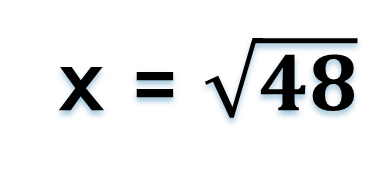 x = √48